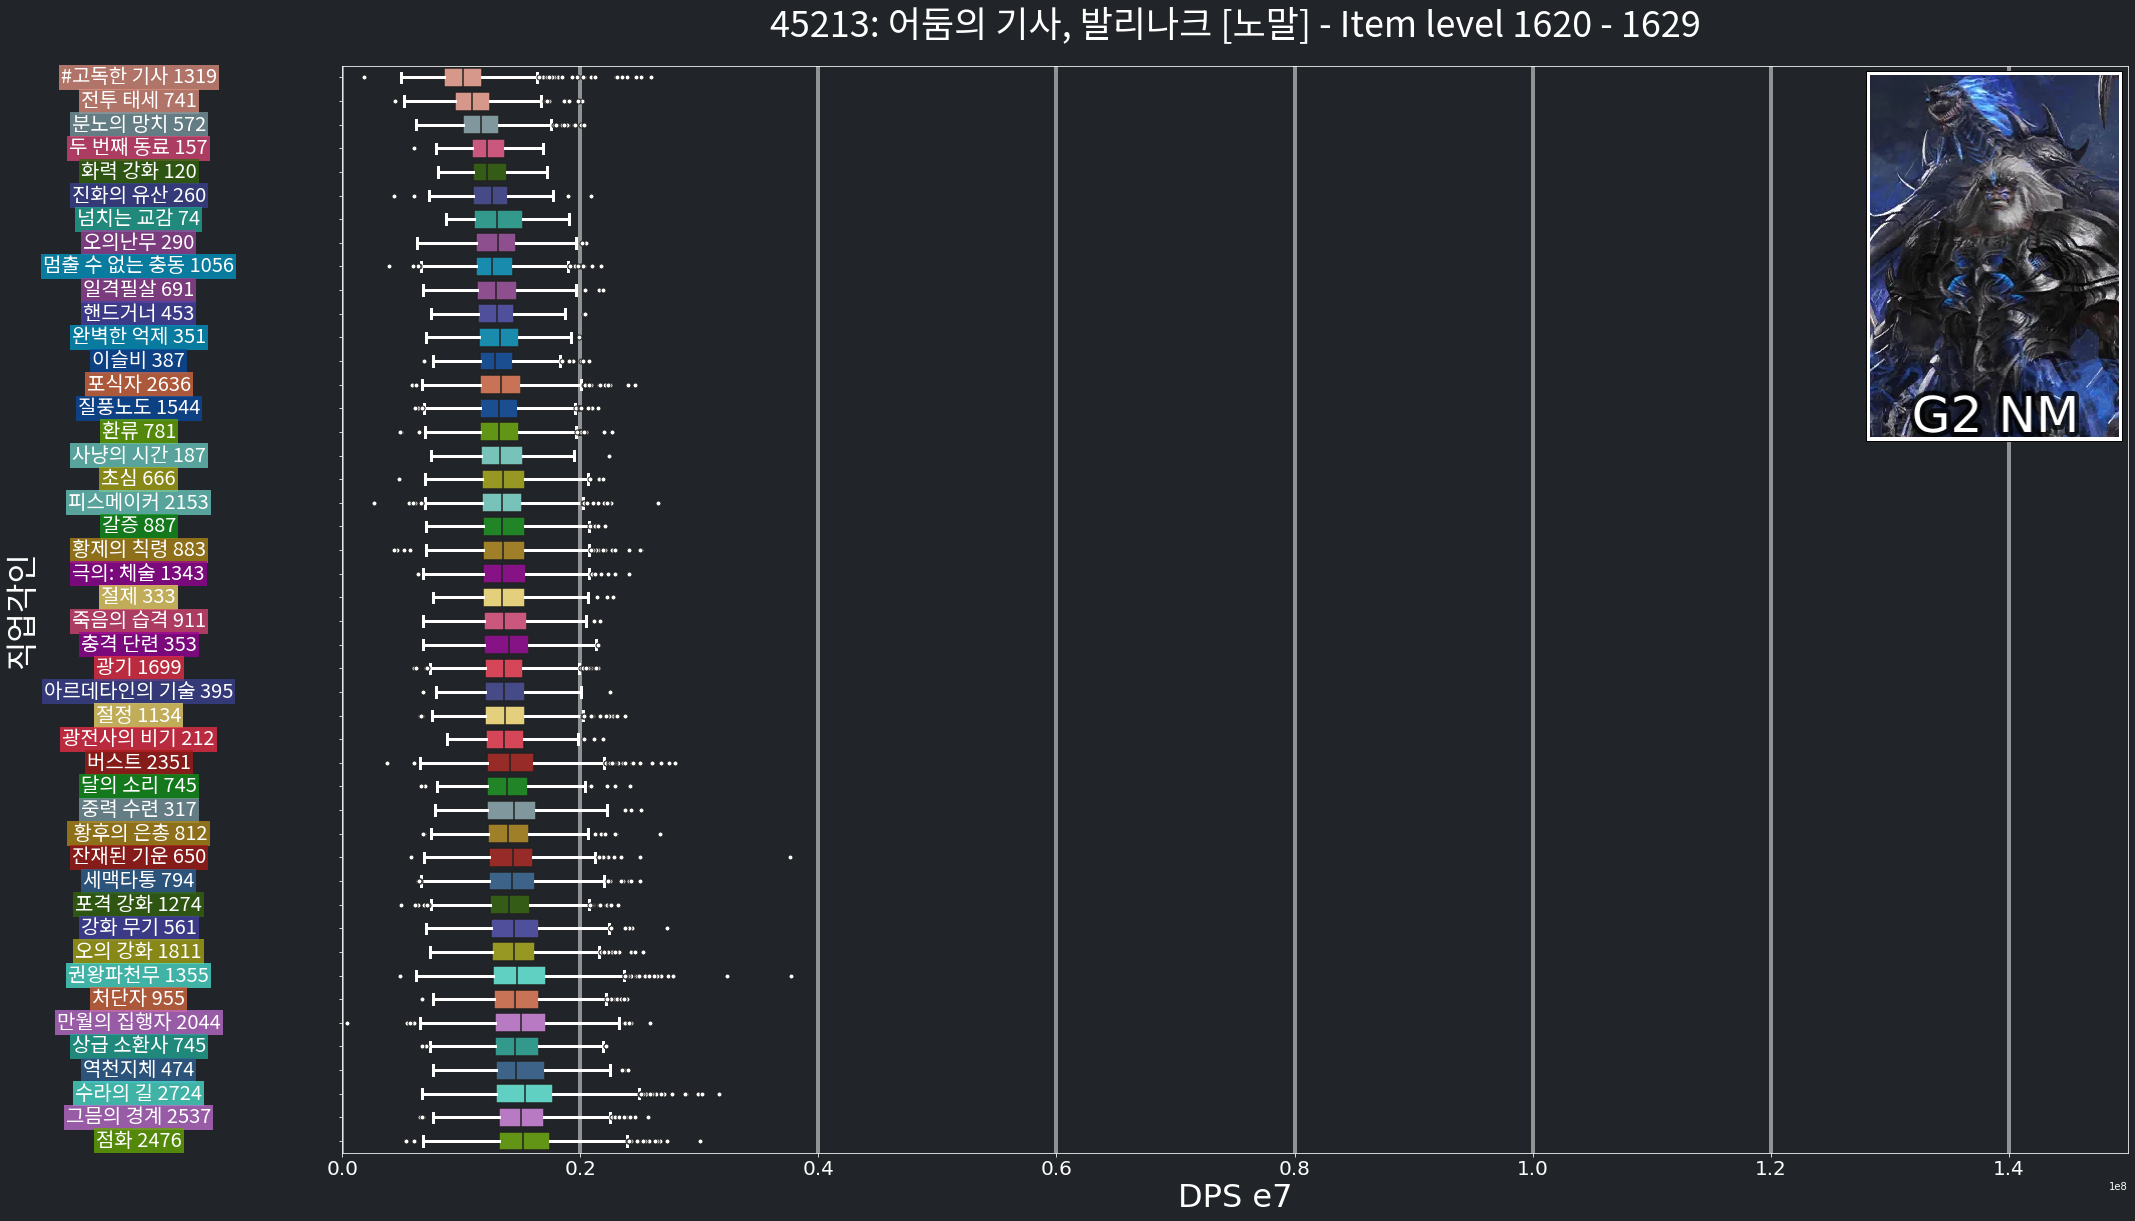 45213: 어둠의 기사, 발리나크 [노말] - Item level 1620 - 1629
#고독한 기사 1319
전투 태세 741
분노의 망치 572
두 번째 동료 157
화력 강화 120
진화의 유산 260
넘치는 교감 74
오의난무 290
멈출 수 없는 충동 1056
일격필살 691
핸드거너 453
완벽한 억제 351
이슬비 387
포식자 2636
질풍노도 1544
환류 781
사냥의 시간 187
초심 666
피스메이커 2153
갈증 887
황제의 칙령 883
극의: 체술 1343
절제 333
죽음의 습격 911
충격 단련 353
광기 1699
아르데타인의 기술 395
절정 1134
광전사의 비기 212
버스트 2351
달의 소리 745
중력 수련 317
황후의 은총 812
잔재된 기운 650
세맥타통 794
포격 강화 1274
강화 무기 561
오의 강화 1811
권왕파천무 1355
처단자 955
만월의 집행자 2044
상급 소환사 745
역천지체 474
수라의 길 2724
그믐의 경계 2537
점화 2476
직업각인
G2 NM
0.0 0.2 0.4 0.6 0.8 1.0 1.2 1.4
1e8
DPS e7